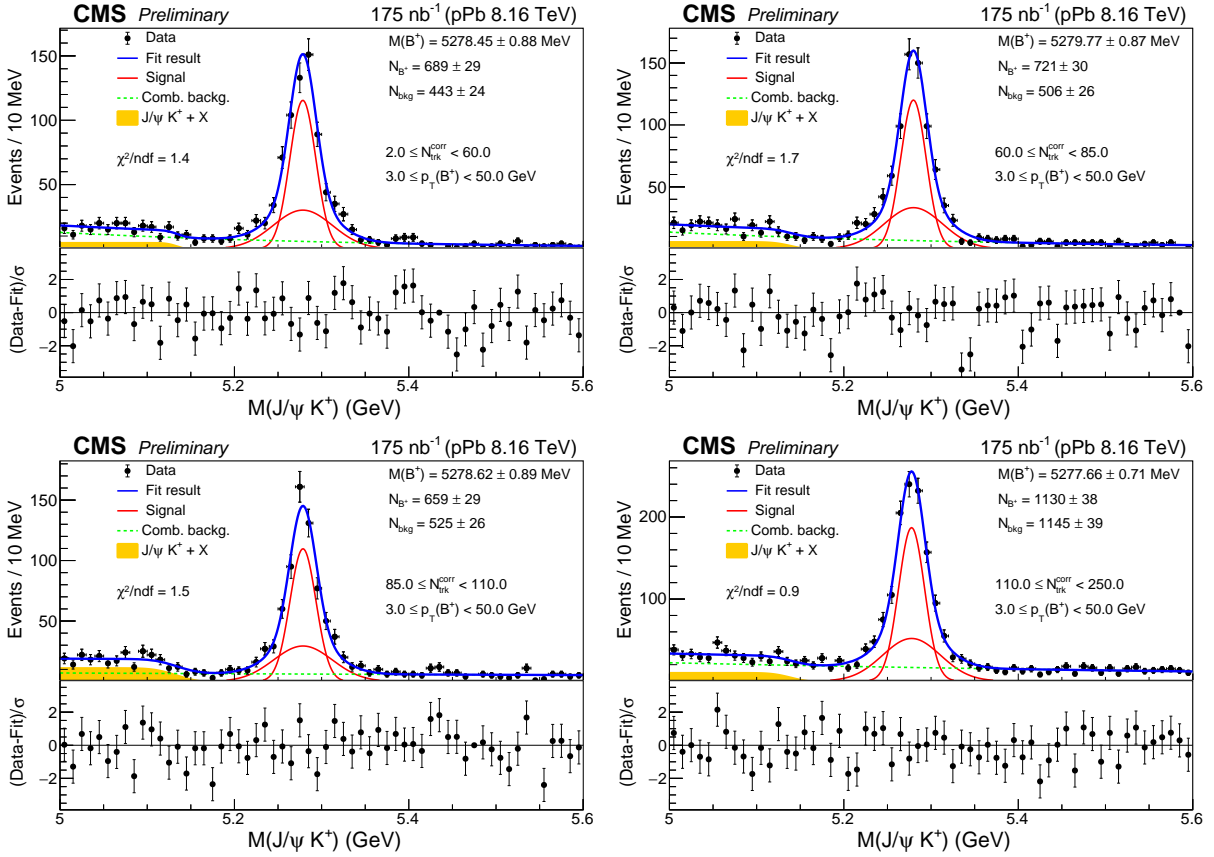 CMS Preliminary 175 nb⁻¹ (pPb 8.16 TeV)
Events / 10 MeV
150
100
50
Data
Fit result
Signal
Comb. backg.
J/ψ K⁺ + X
χ²/ndf = 1.4
M(B⁺) = 5278.45 ± 0.88 MeV
N_B⁺ = 689 ± 29
N_bkg = 443 ± 24
2.0 ≤ N_trk^corr < 60.0
3.0 ≤ p_T(B⁺) < 50.0 GeV
(Data-Fit)/σ
2
0
−2
5 5.2 5.4 5.6
M(J/ψ K⁺) (GeV)
CMS Preliminary 175 nb⁻¹ (pPb 8.16 TeV)
Events / 10 MeV
150
100
50
Data
Fit result
Signal
Comb. backg.
J/ψ K⁺ + X
χ²/ndf = 1.7
M(B⁺) = 5279.77 ± 0.87 MeV
N_B⁺ = 721 ± 30
N_bkg = 506 ± 26
60.0 ≤ N_trk^corr < 85.0
3.0 ≤ p_T(B⁺) < 50.0 GeV
(Data-Fit)/σ
2
0
−2
5 5.2 5.4 5.6
M(J/ψ K⁺) (GeV)
CMS Preliminary 175 nb⁻¹ (pPb 8.16 TeV)
Events / 10 MeV
150
100
50
Data
Fit result
Signal
Comb. backg.
J/ψ K⁺ + X
χ²/ndf = 1.5
M(B⁺) = 5278.62 ± 0.89 MeV
N_B⁺ = 659 ± 29
N_bkg = 525 ± 26
85.0 ≤ N_trk^corr < 110.0
3.0 ≤ p_T(B⁺) < 50.0 GeV
(Data-Fit)/σ
2
0
−2
5 5.2 5.4 5.6
M(J/ψ K⁺) (GeV)
CMS Preliminary 175 nb⁻¹ (pPb 8.16 TeV)
Events / 10 MeV
200
100
Data
Fit result
Signal
Comb. backg.
J/ψ K⁺ + X
χ²/ndf = 0.9
M(B⁺) = 5277.66 ± 0.71 MeV
N_B⁺ = 1130 ± 38
N_bkg = 1145 ± 39
110.0 ≤ N_trk^corr < 250.0
3.0 ≤ p_T(B⁺) < 50.0 GeV
(Data-Fit)/σ
2
0
−2
5 5.2 5.4 5.6
M(J/ψ K⁺) (GeV)